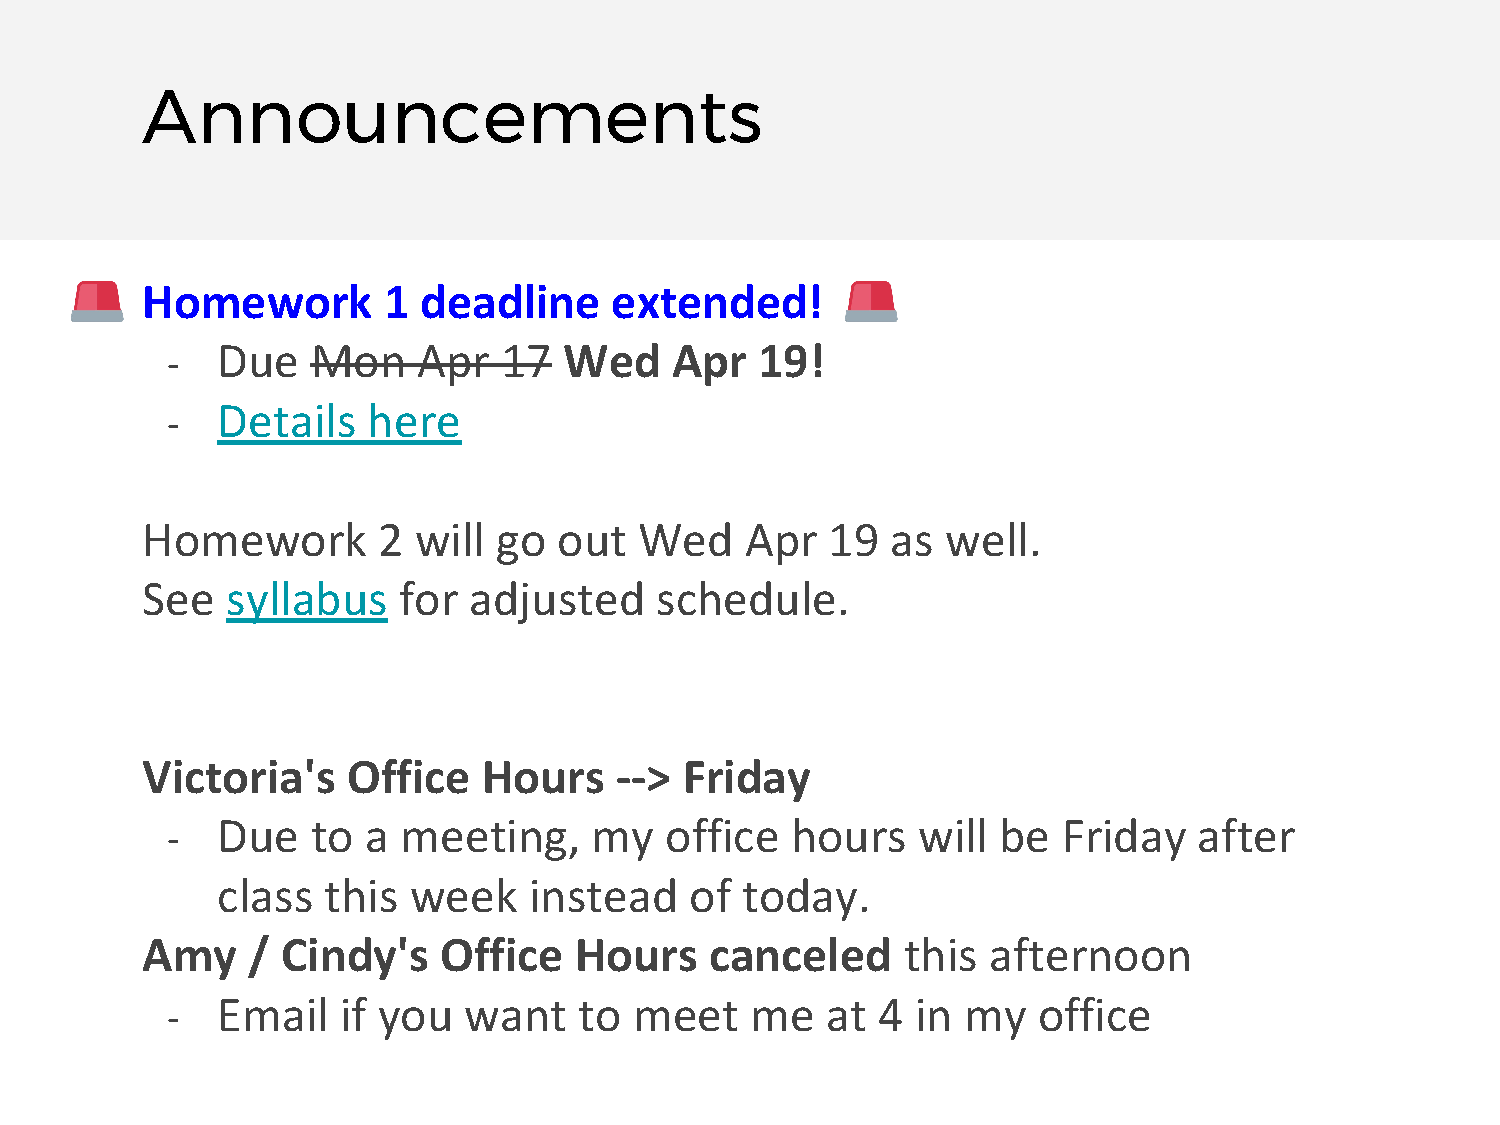 Announcements
Homework 1 deadline extended!
- Due Mon Apr 17 Wed Apr 19!
- Details here
Homework 2 will go out Wed Apr 19 as well.
See syllabus for adjusted schedule.
Victoria's Office Hours --> Friday
- Due to a meeting, my office hours will be Friday after
class this week instead of today.
Amy / Cindy's Office Hours canceled this afternoon
- Email if you want to meet me at 4 in my office